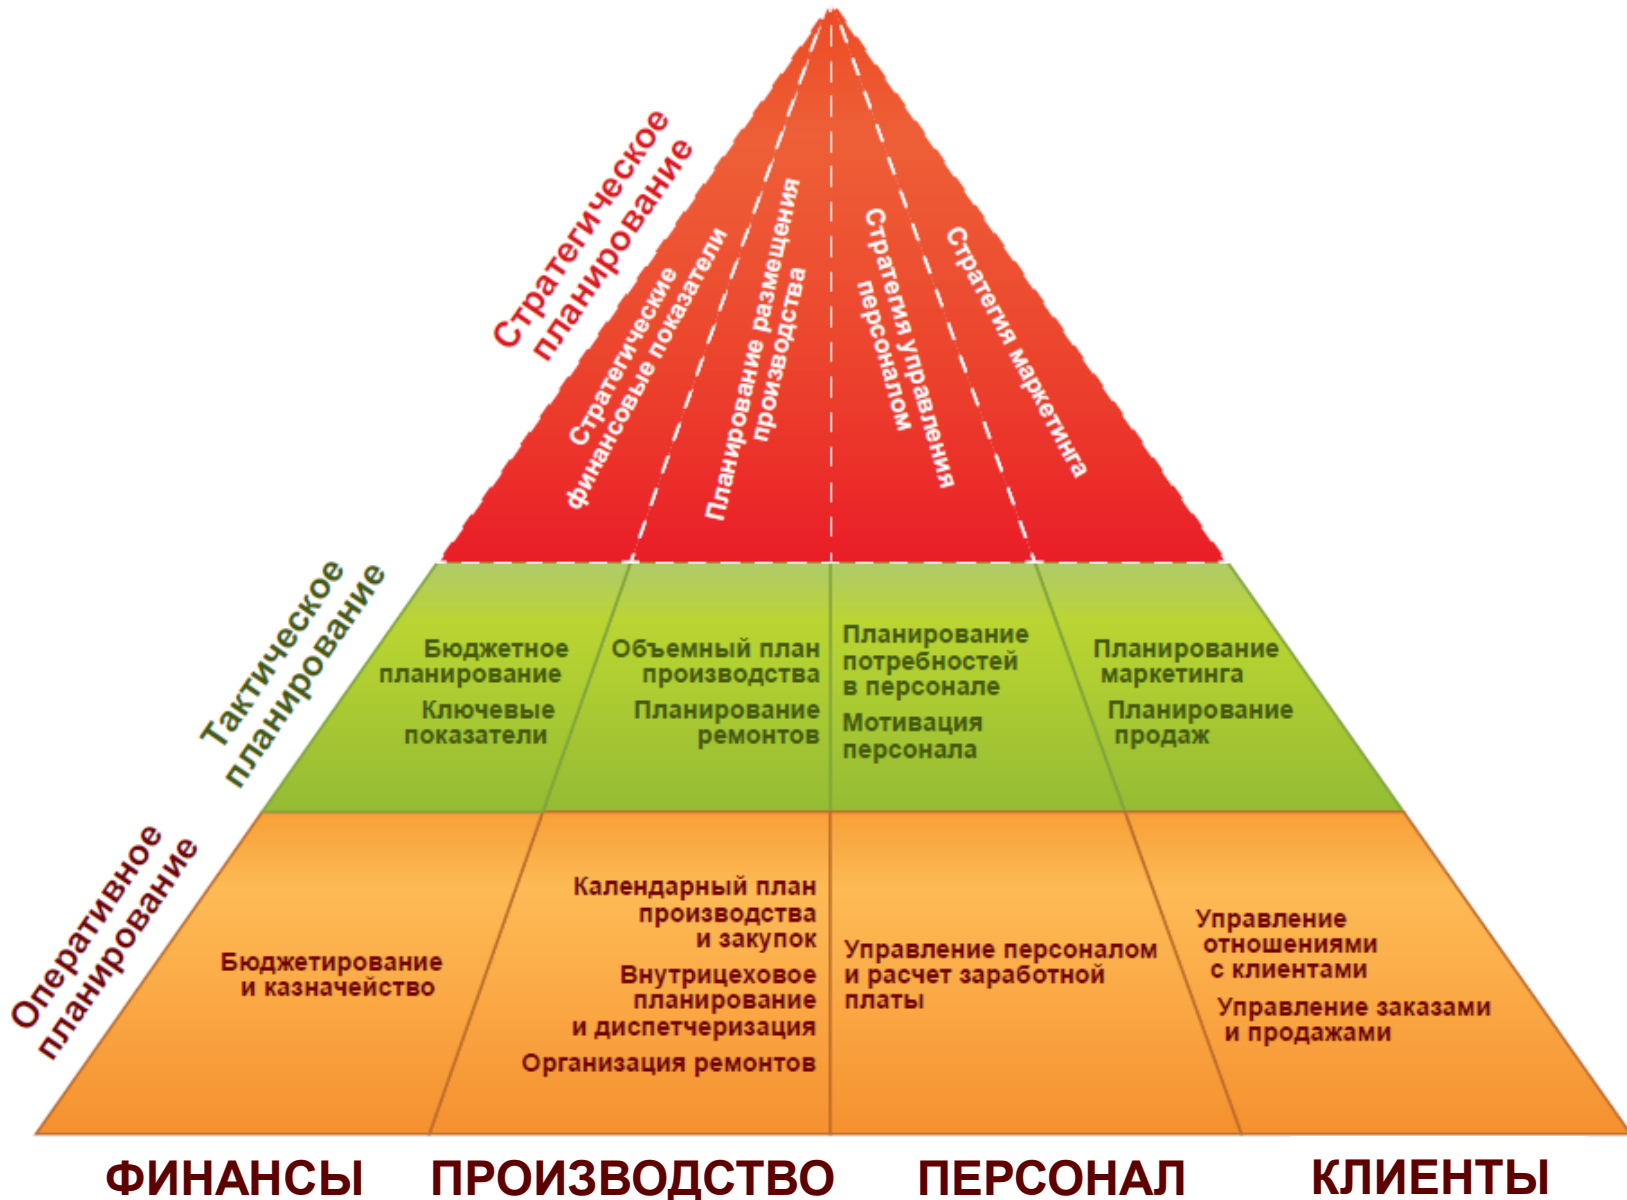 Стратегическое
планирование
Стратегические
финансовые показатели
Планирование размещения
производства
Стратегия управления
персоналом
Стратегия маркетинга
Тактическое
планирование
Бюджетное
планирование
Ключевые
показатели
Объемный план
производства
Планирование
ремонтов
Планирование
потребностей
в персонале
Мотивация
персонала
Планирование
маркетинга
Планирование
продаж
Оперативное
планирование
Бюджетирование
и казначейство
Календарный план
производства
и закупок
Внутрицеховое
планирование
и диспетчеризация
Организация ремонтов
Управление персоналом
и расчет заработной
платы
Управление
отношениями
с клиентами
Управление заказами
и продажами
ФИНАНСЫ
ПРОИЗВОДСТВО
ПЕРСОНАЛ
КЛИЕНТЫ